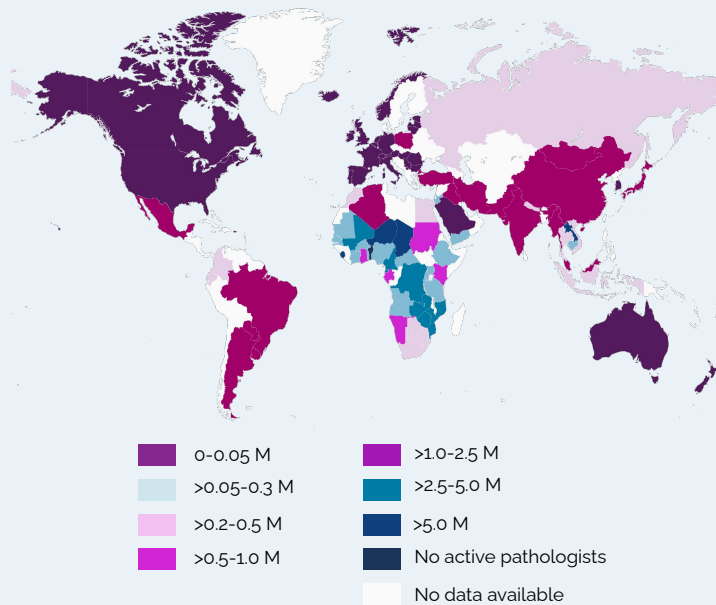 0-0.05 M
>0.05-0.3 M
>0.2-0.5 M
>0.5-1.0 M
>1.0-2.5 M
>2.5-5.0 M
>5.0 M
No active pathologists
No data available